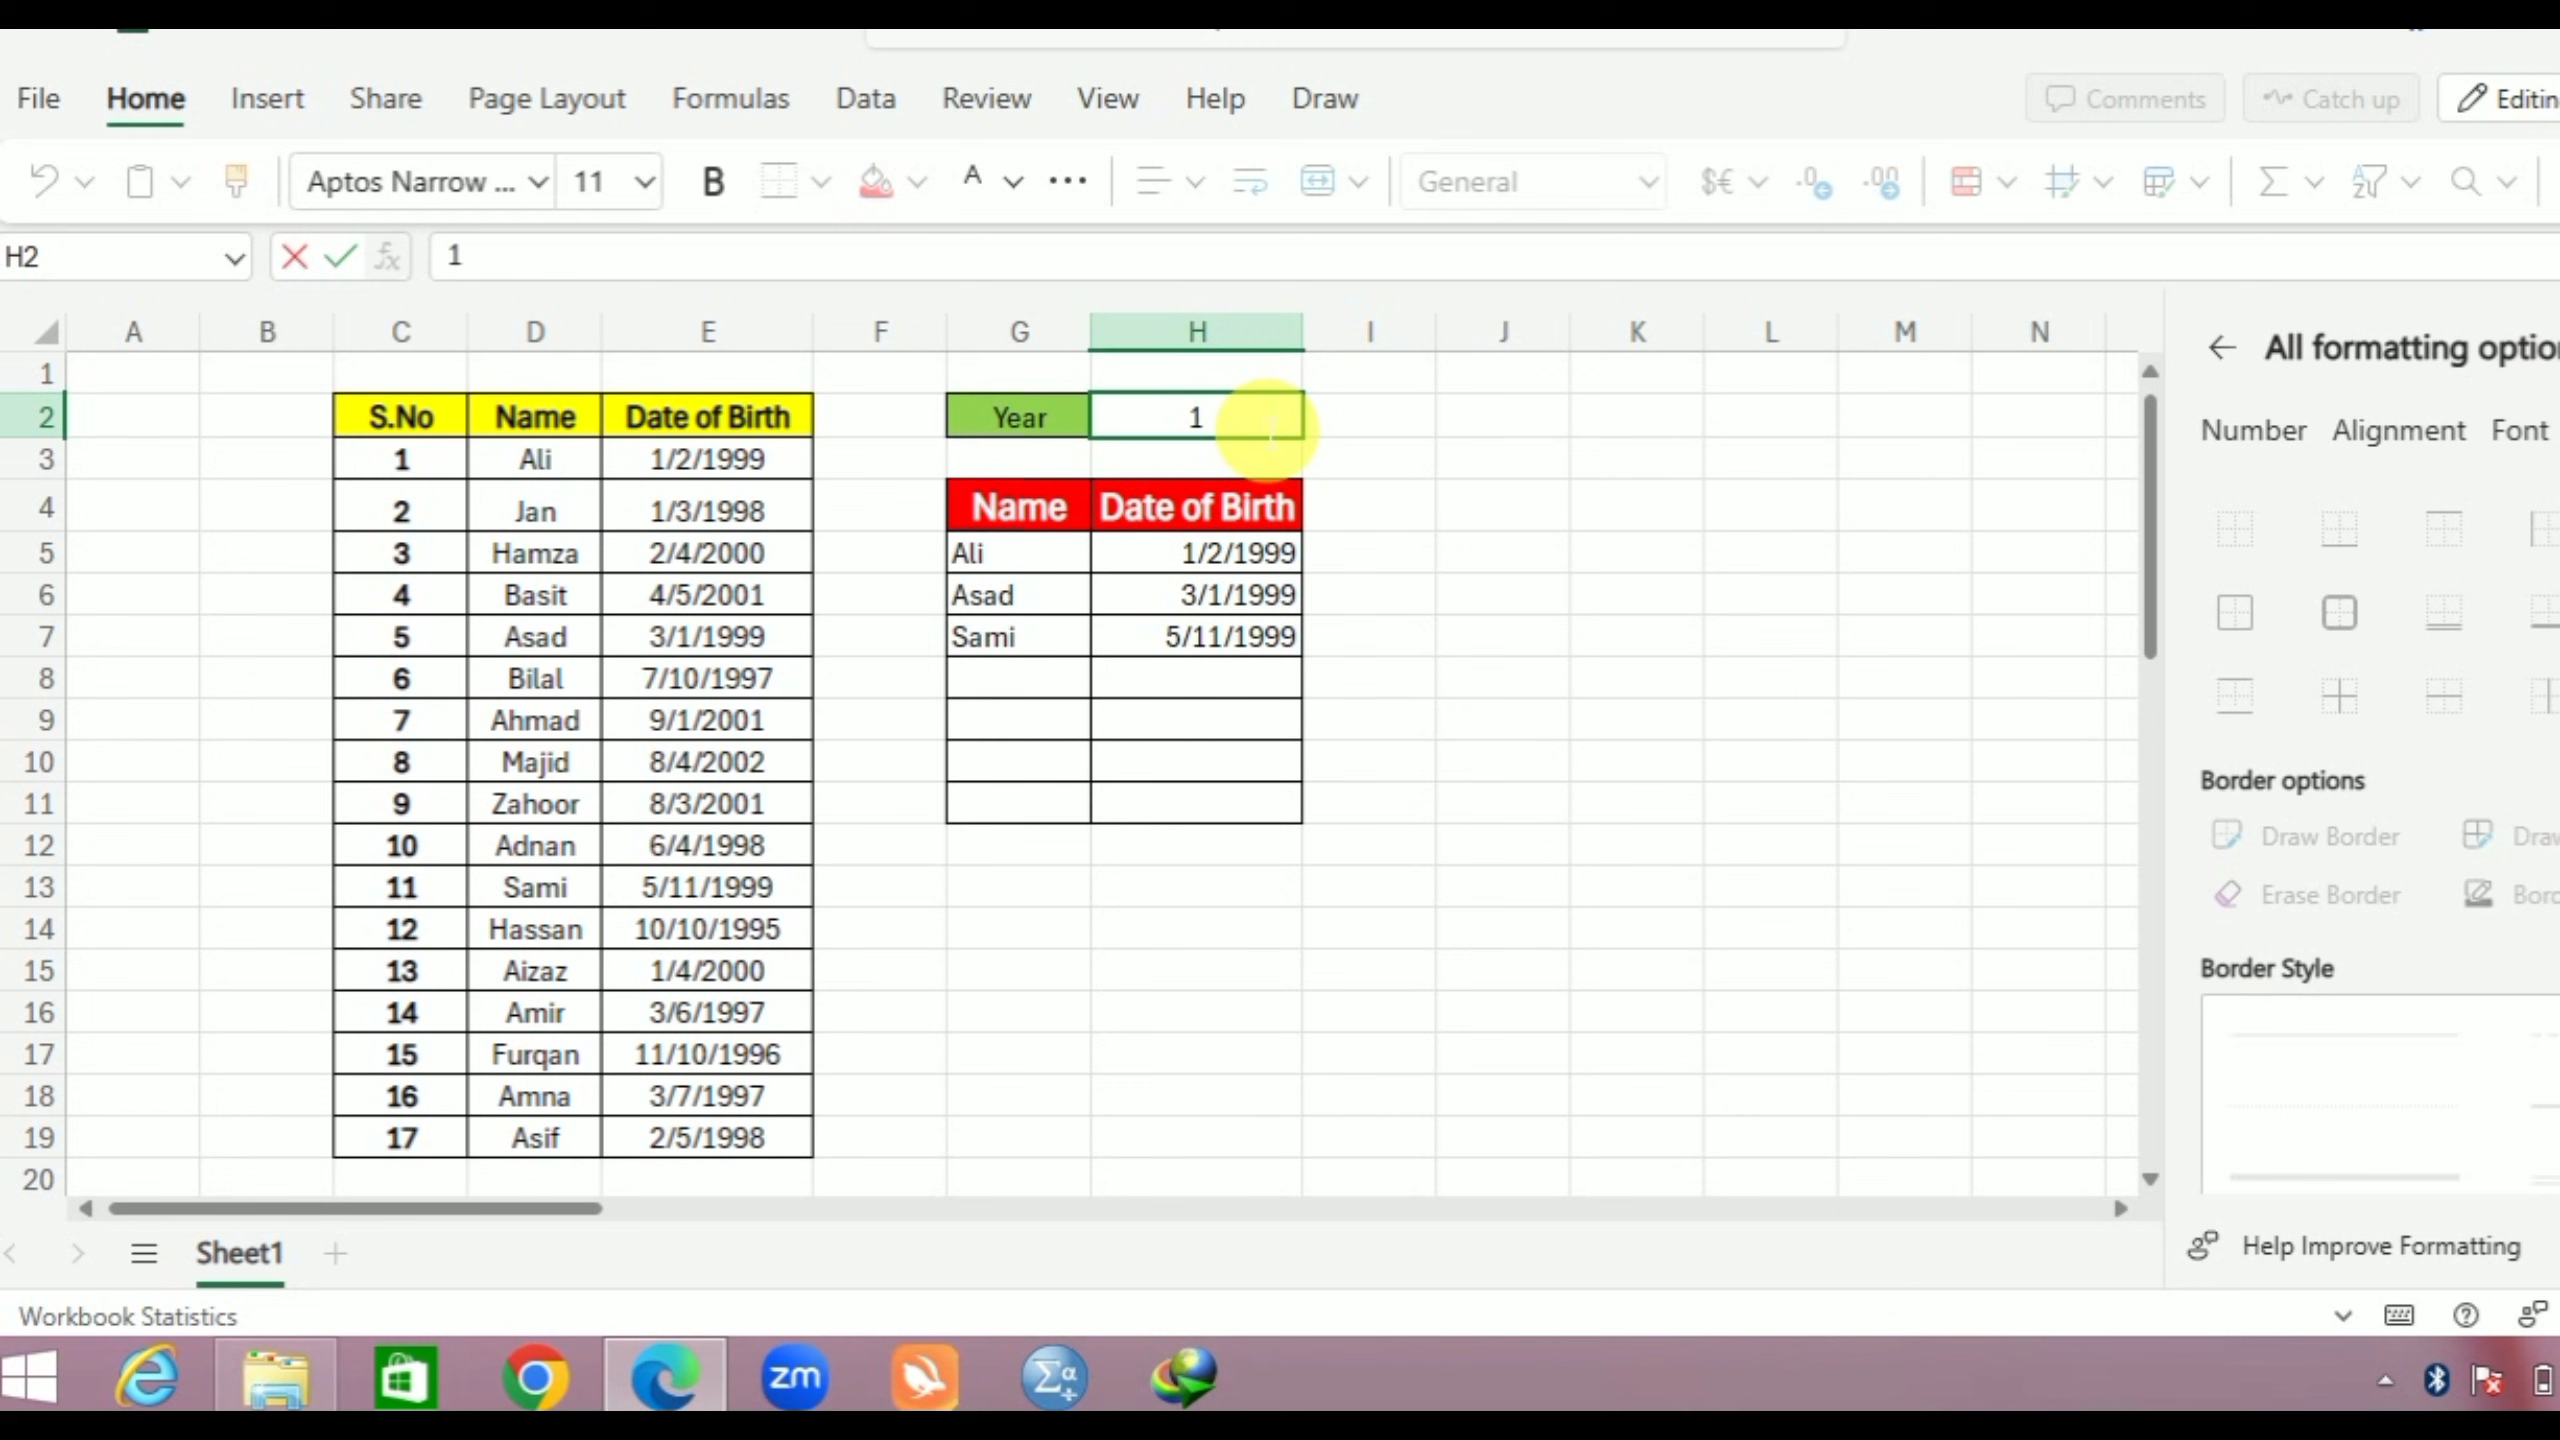 File Home Insert Share Page Layout Formulas Data Review View Help Draw Comments Catch up Editin
Aptos Narrow ... 11 B A General
H2 1
A B C D E F G H I J K L M N
1
2 S.No Name Date of Birth Year 1
3 1 Ali 1/2/1999
4 2 Jan 1/3/1998 Name Date of Birth
5 3 Hamza 2/4/2000 Ali 1/2/1999
6 4 Basit 4/5/2001 Asad 3/1/1999
7 5 Asad 3/1/1999 Sami 5/11/1999
8 6 Bilal 7/10/1997
9 7 Ahmad 9/1/2001
10 8 Majid 8/4/2002
11 9 Zahoor 8/3/2001
12 10 Adnan 6/4/1998
13 11 Sami 5/11/1999
14 12 Hassan 10/10/1995
15 13 Aizaz 1/4/2000
16 14 Amir 3/6/1997
17 15 Furqan 11/10/1996
18 16 Amna 3/7/1997
19 17 Asif 2/5/1998
20
All formatting optio
Number Alignment Font
Border options
Draw Border Drav
Erase Border Borc
Border Style
Help Improve Formatting
Sheet1
Workbook Statistics
zm